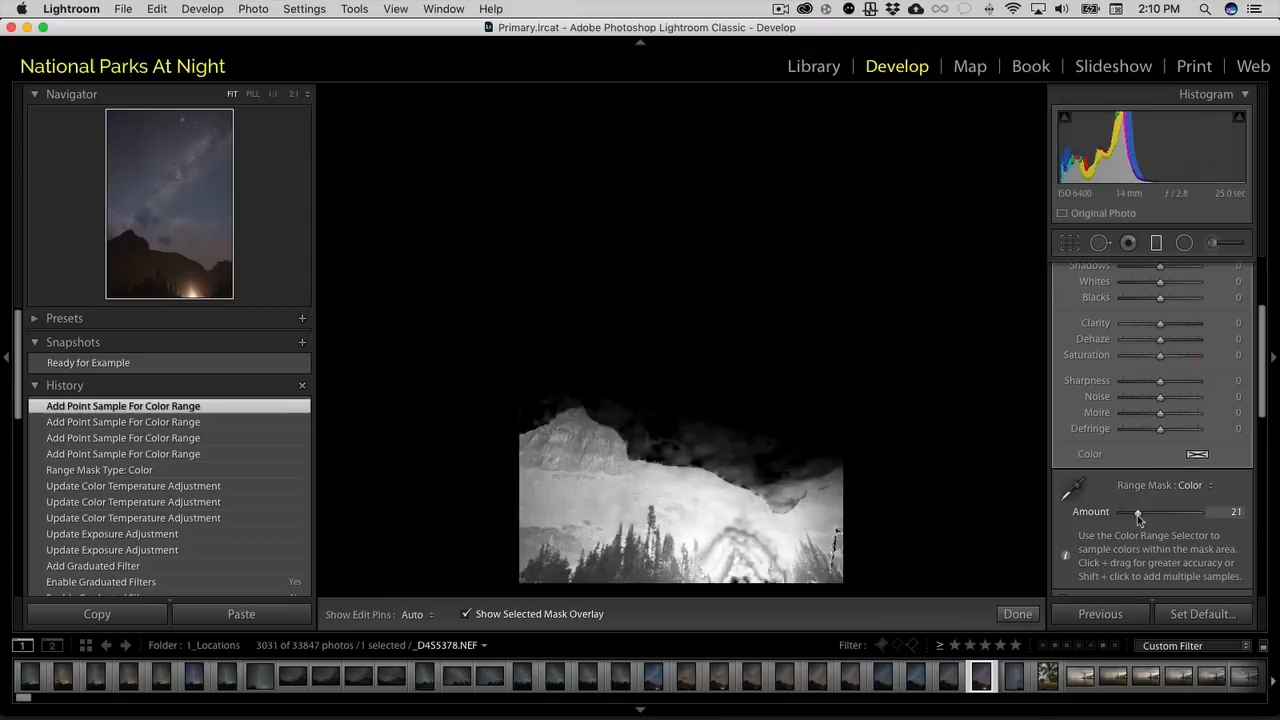 Lightroom File Edit Develop Photo Settings Tools View Window Help 2:10 PM
Primary.lrcat - Adobe Photoshop Lightroom Classic - Develop
National Parks At Night
Library | Develop | Map | Book | Slideshow | Print | Web
Navigator FIT FILL 1:1 2:1
Presets
Snapshots
Ready for Example
History
Add Point Sample For Color Range
Add Point Sample For Color Range
Add Point Sample For Color Range
Add Point Sample For Color Range
Range Mask Type: Color
Update Color Temperature Adjustment
Update Color Temperature Adjustment
Update Color Temperature Adjustment
Update Exposure Adjustment
Update Exposure Adjustment
Add Graduated Filter
Enable Graduated Filters Yes
Copy Paste
Show Edit Pins: Auto Show Selected Mask Overlay Done
Histogram
ISO 6400 14 mm ƒ / 2.8 25.0 sec
Original Photo
Shadows 0
Whites 0
Blacks 0
Clarity 0
Dehaze 0
Saturation 0
Sharpness 0
Noise 0
Moiré 0
Defringe 0
Color
Range Mask : Color
Amount 21
Use the Color Range Selector to
sample colors within the mask area.
Click + drag for greater accuracy or
Shift + click to add multiple samples.
Previous Set Default...
1 2 Folder : 1_Locations 3031 of 33847 photos / 1 selected / _D4S5378.NEF Filter : ≥ ★★★★★ Custom Filter